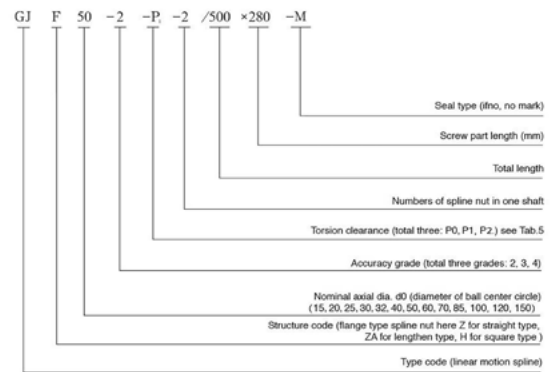 GJ F 50 -2 -P, -2 /500 ×280 -M
Seal type (ifno, no mark)
Screw part length (mm)
Total length
Numbers of spline nut in one shaft
Torsion clearance (total three: P0, P1, P2.) see Tab.5
Accuracy grade (total three grades: 2, 3, 4)
Nominal axial dia. d0 (diameter of ball center circle)
(15, 20, 25, 30, 32, 40, 50, 60, 70, 85, 100, 120, 150)
Structure code (flange type spline nut here Z for straight type,
ZA for lengthen type, H for square type )
Type code (linear motion spline)